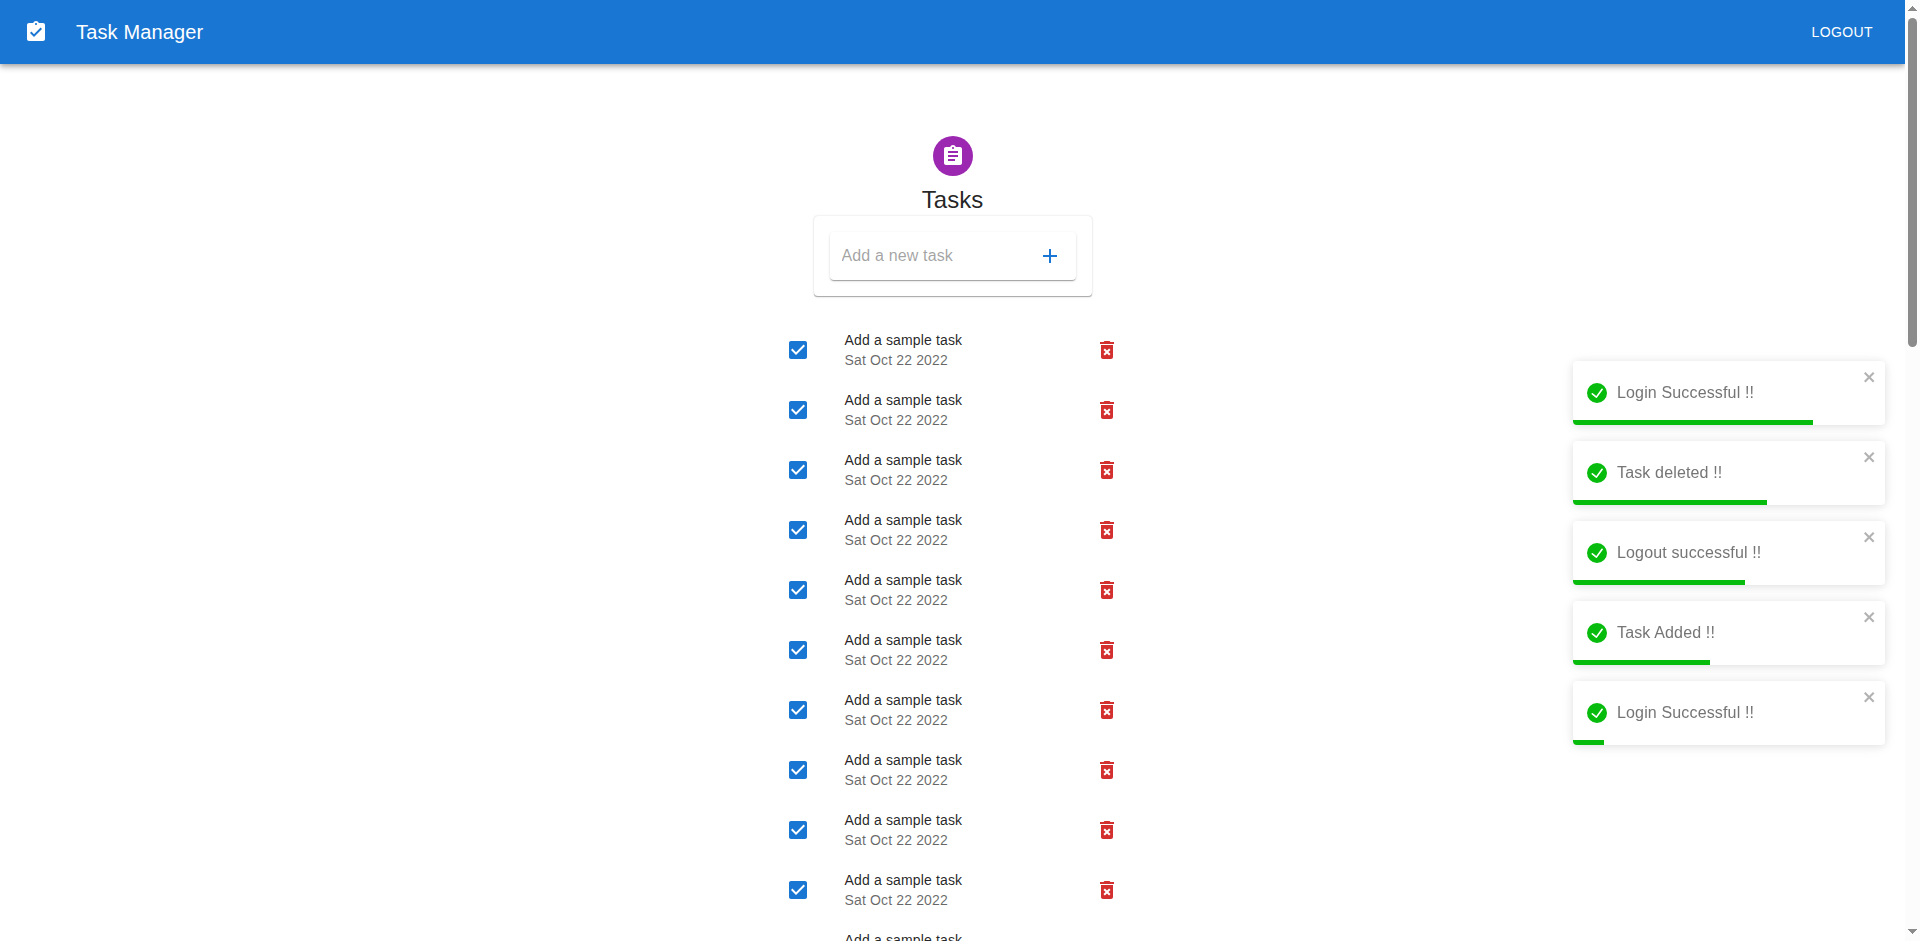 Task Manager
LOGOUT
Tasks
Add a new task
Add a sample task
Sat Oct 22 2022
Add a sample task
Sat Oct 22 2022
Add a sample task
Sat Oct 22 2022
Add a sample task
Sat Oct 22 2022
Add a sample task
Sat Oct 22 2022
Add a sample task
Sat Oct 22 2022
Add a sample task
Sat Oct 22 2022
Add a sample task
Sat Oct 22 2022
Add a sample task
Sat Oct 22 2022
Add a sample task
Sat Oct 22 2022
Add a sample task
Login Successful !!
Task deleted !!
Logout successful !!
Task Added !!
Login Successful !!